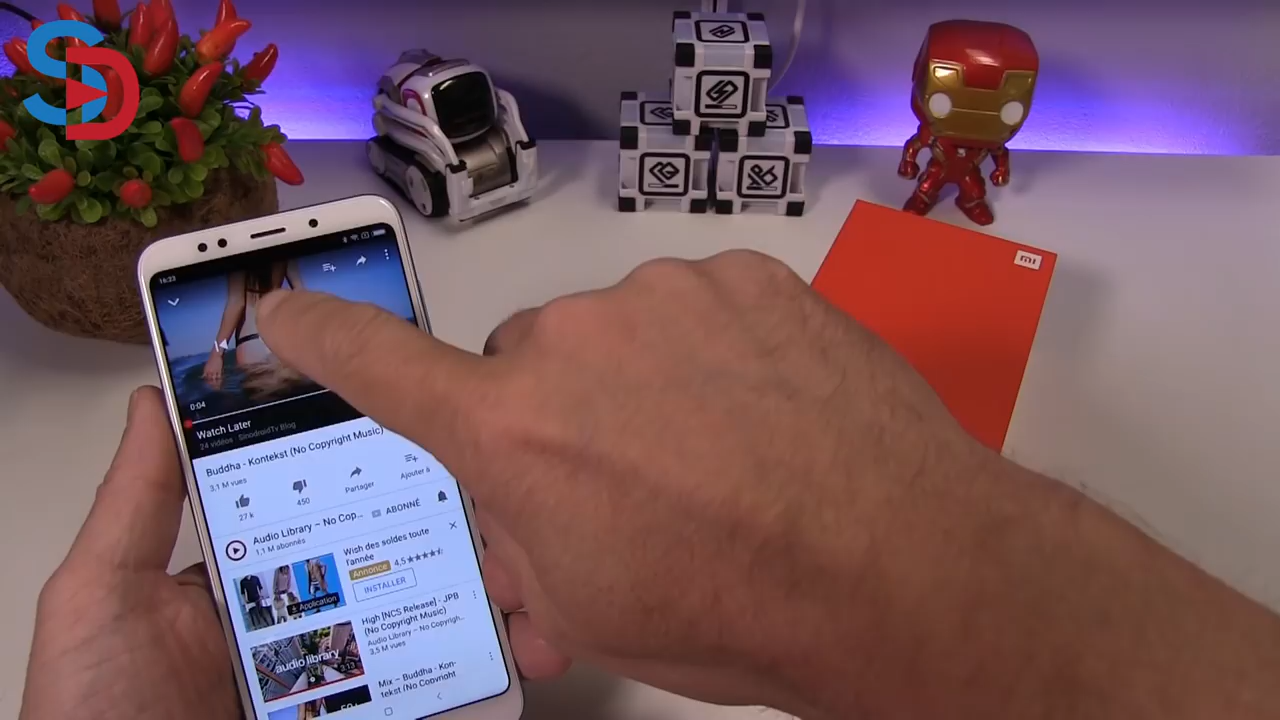 SD
mi
16:23
0:04
Watch Later
24 vidéos · SinodroidTv Blog
Buddha - Kontekst (No Copyright Music)
3,1 M vues
27 k
450
Partager
Ajouter à
Audio Library – No Cop...
1,1 M abonnés
ABONNÉ
Wish des soldes toute
l'année
Annonce 4,5
INSTALLER
Application
High [NCS Release] - JPB
(No Copyright Music)
Audio Library – No Copyrigh...
3,5 M vues
audio library
Mix – Buddha - Kon-
tekst (No Copyright
50+